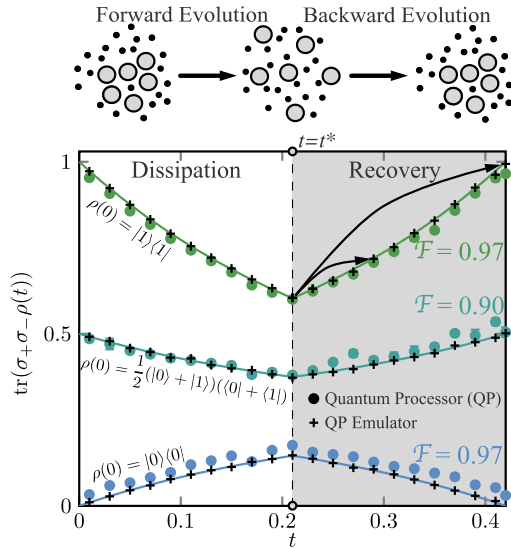 Forward Evolution Backward Evolution
t=t*
1
Dissipation Recovery
ρ(0) = |1⟩⟨1|
ℱ = 0.97
tr(σ₊σ₋ρ(t))
ℱ = 0.90
0.5
ρ(0) = 1/2 (|0⟩ + |1⟩)(⟨0| + ⟨1|)
Quantum Processor (QP)
QP Emulator
ρ(0) = |0⟩⟨0|
ℱ = 0.97
0
0 0.1 0.2 0.3 0.4
t